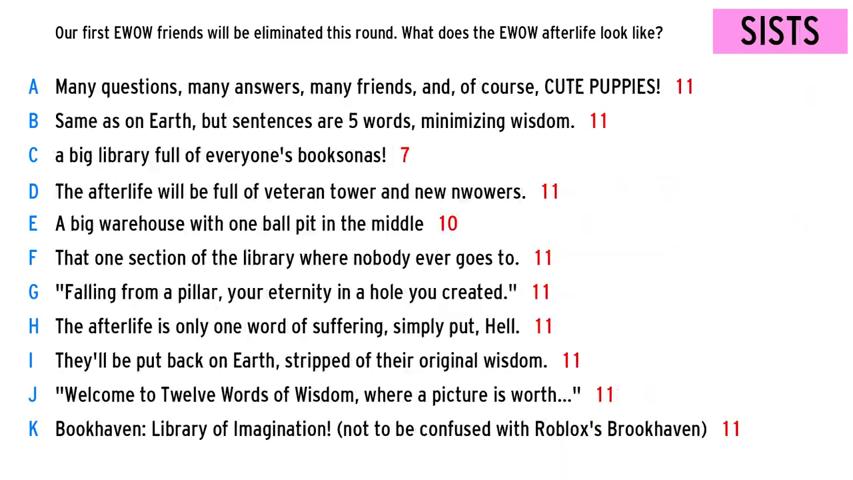 Our first EWOW friends will be eliminated this round. What does the EWOW afterlife look like?
SISTS
A Many questions, many answers, many friends, and, of course, CUTE PUPPIES! 11
B Same as on Earth, but sentences are 5 words, minimizing wisdom. 11
C a big library full of everyone's booksonas! 7
D The afterlife will be full of veteran tower and new nwowers. 11
E A big warehouse with one ball pit in the middle 10
F That one section of the library where nobody ever goes to. 11
G "Falling from a pillar, your eternity in a hole you created." 11
H The afterlife is only one word of suffering, simply put, Hell. 11
I They'll be put back on Earth, stripped of their original wisdom. 11
J "Welcome to Twelve Words of Wisdom, where a picture is worth..." 11
K Bookhaven: Library of Imagination! (not to be confused with Roblox's Brookhaven) 11